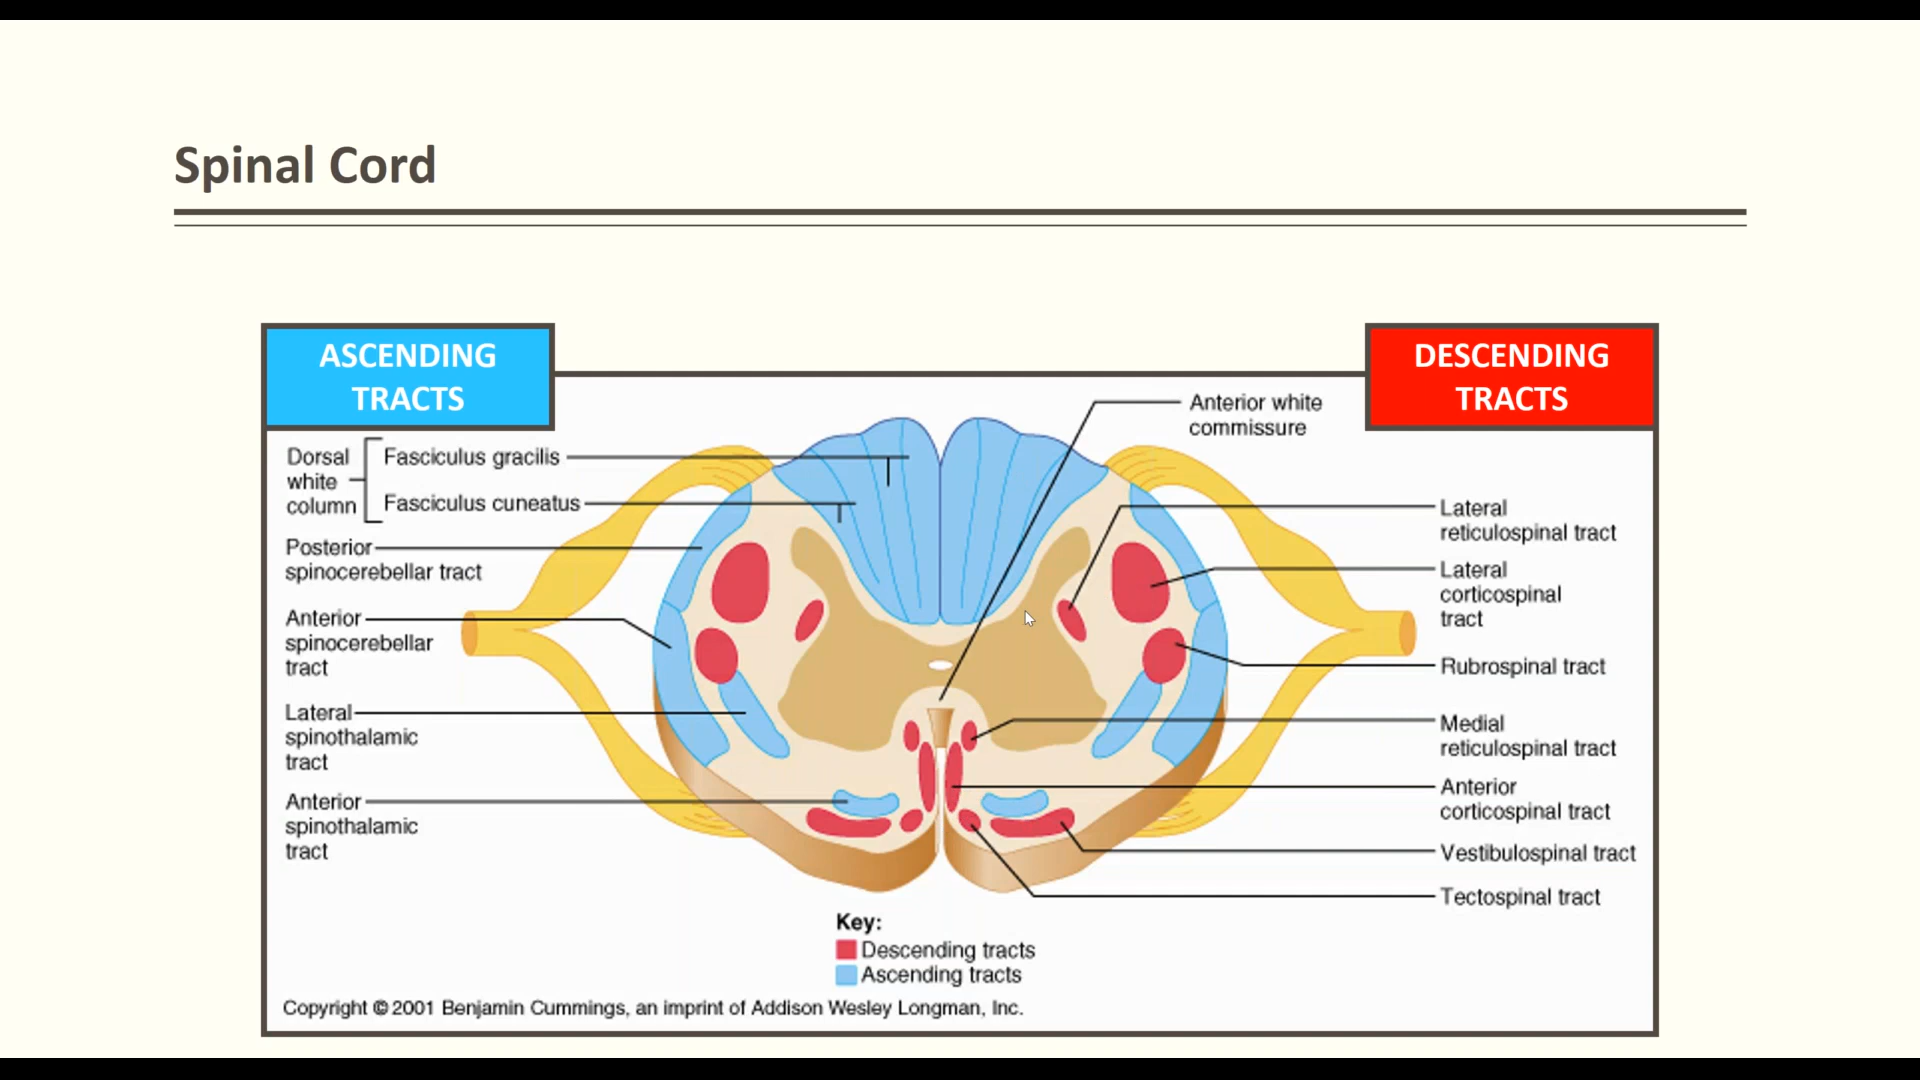 Spinal Cord
ASCENDING
TRACTS
DESCENDING
TRACTS
Dorsal
white
column
Fasciculus gracilis
Fasciculus cuneatus
Posterior
spinocerebellar tract
Anterior
spinocerebellar
tract
Lateral
spinothalamic
tract
Anterior
spinothalamic
tract
Anterior white
commissure
Lateral
reticulospinal tract
Lateral
corticospinal
tract
Rubrospinal tract
Medial
reticulospinal tract
Anterior
corticospinal tract
Vestibulospinal tract
Tectospinal tract
Key:
Descending tracts
Ascending tracts
Copyright © 2001 Benjamin Cummings, an imprint of Addison Wesley Longman, Inc.